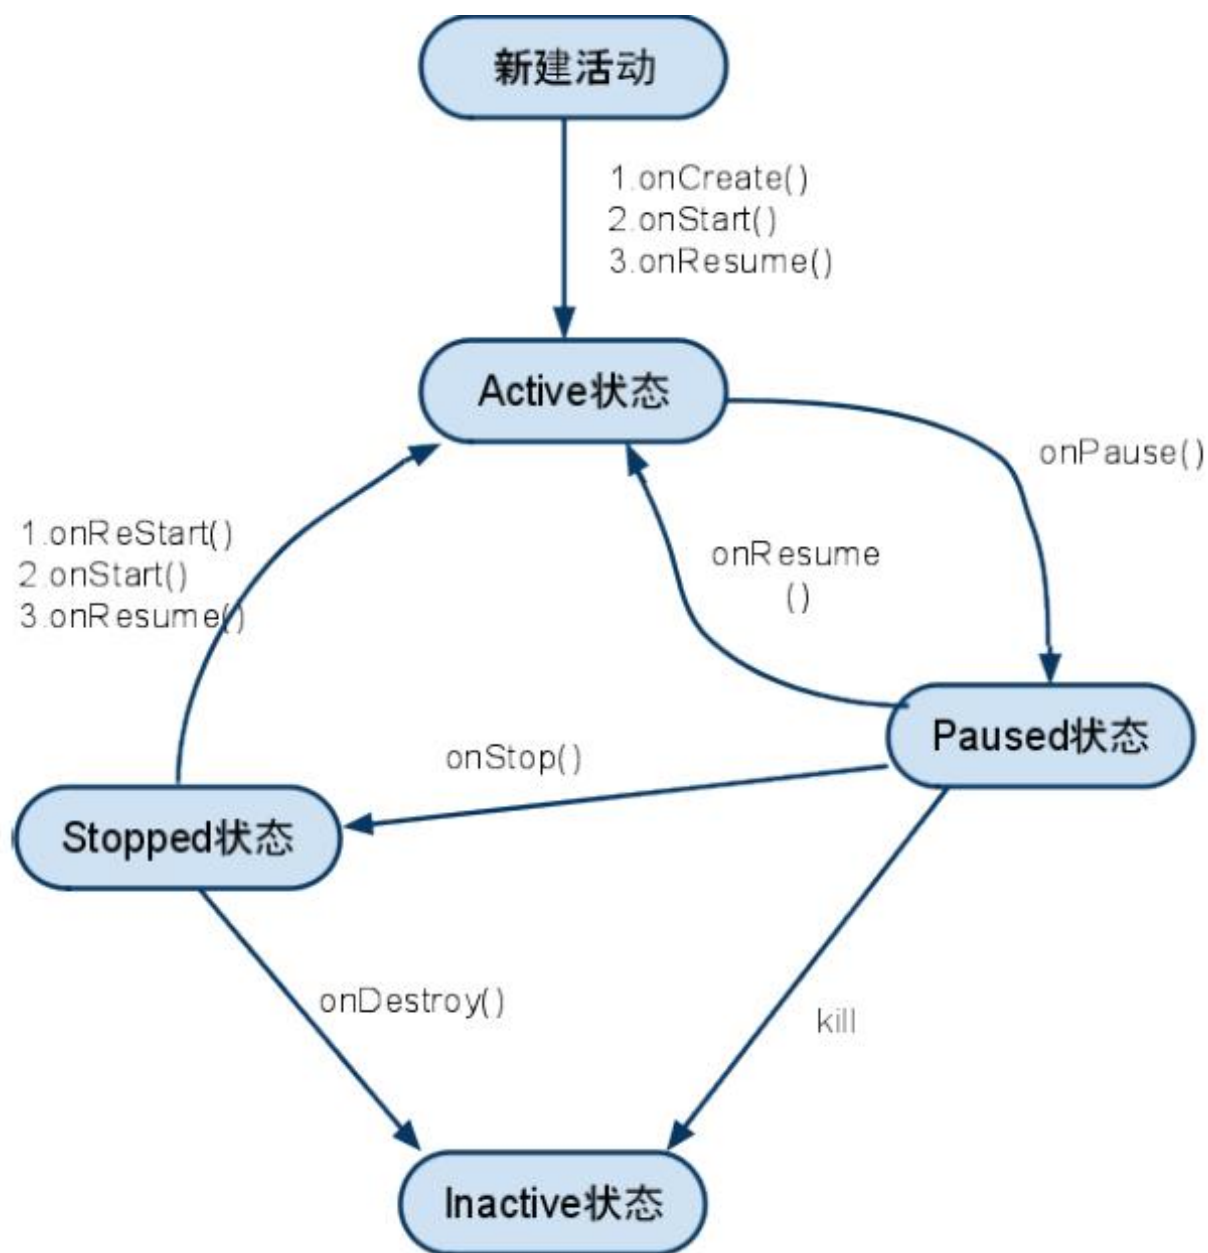 新建活动
1.onCreate()
2.onStart()
3.onResume()
Active状态
onPause()
1.onReStart()
2.onStart()
3.onResume()
onResume
()
Paused状态
onStop()
Stopped状态
onDestroy()
kill
Inactive状态